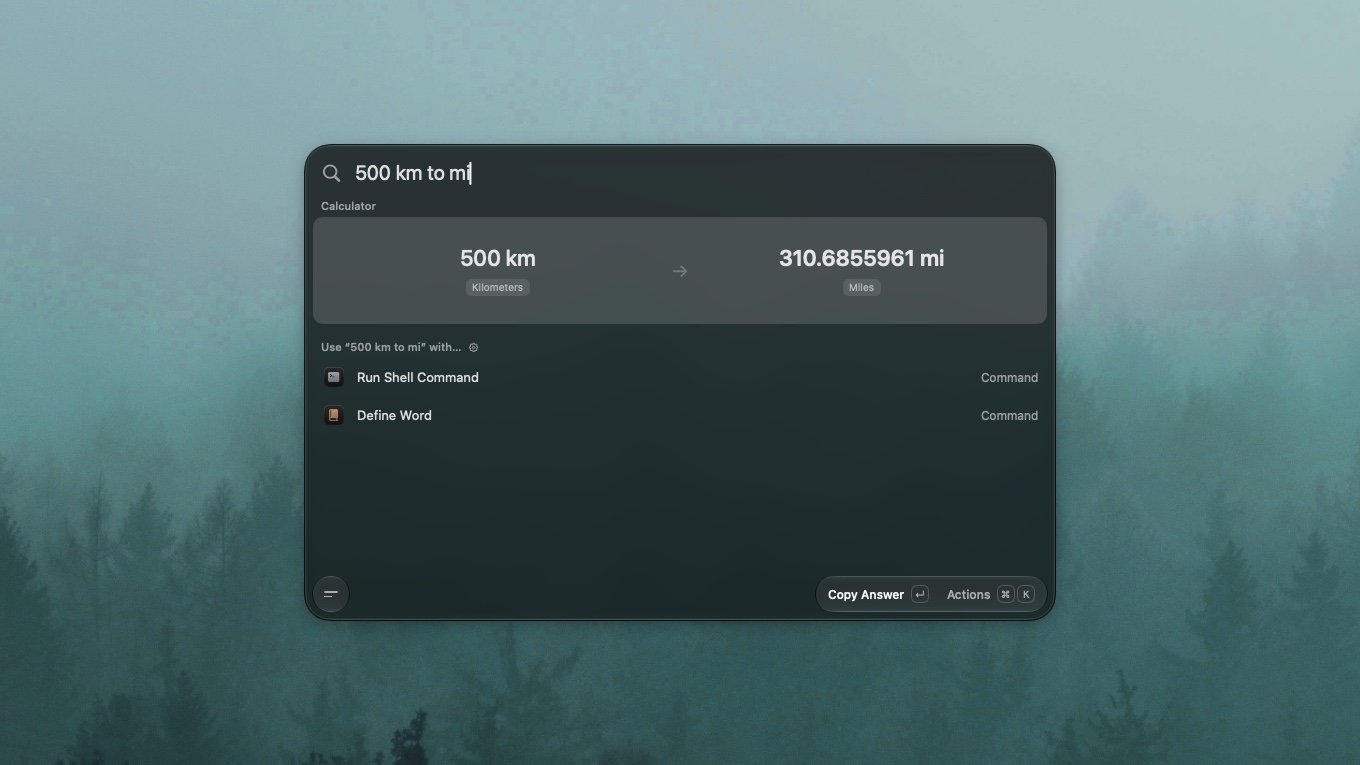 500 km to mi
Calculator
500 km
Kilometers
→
310.6855961 mi
Miles
Use “500 km to mi” with...
Run Shell Command
Command
Define Word
Command
Copy Answer ↵
Actions ⌘ K